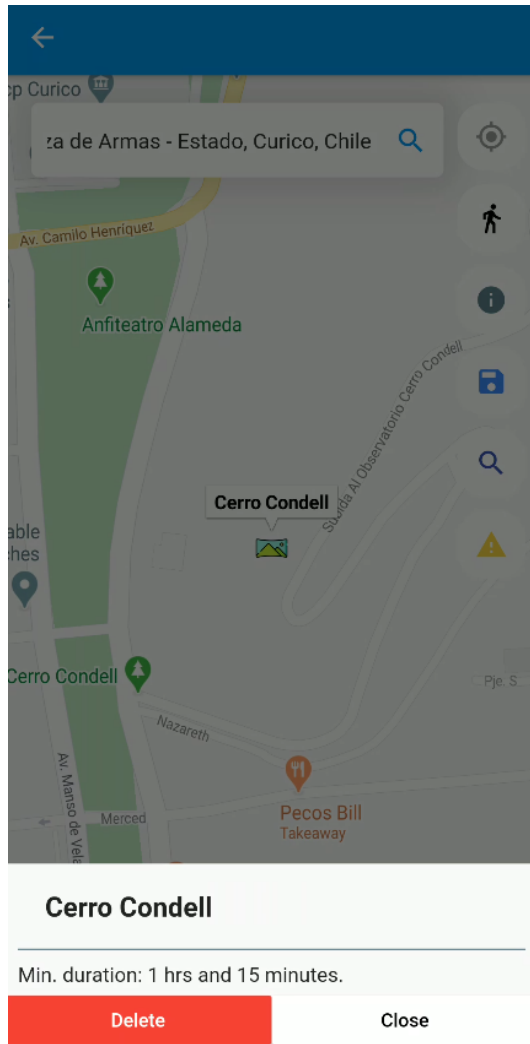 cp Curico
za de Armas - Estado, Curico, Chile
Av. Camilo Henríquez
Anfiteatro Alameda
Subida Al Observatorio Cerro Condell
Cerro Condell
able
ches
Cerro Condell
Pje. S
Nazareth
Av. Manso de Vela
Merced
Pecos Bill
Takeaway
Cerro Condell
Min. duration: 1 hrs and 15 minutes.
Delete
Close